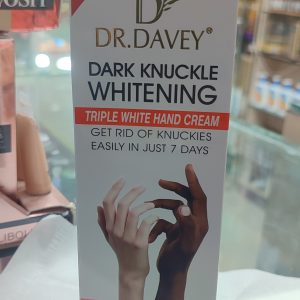 D
DR.DAVEY®
DARK KNUCKLE
WHITENING
TRIPLE WHITE HAND CREAM
GET RID OF KNUCKIES
EASILY IN JUST 7 DAYS